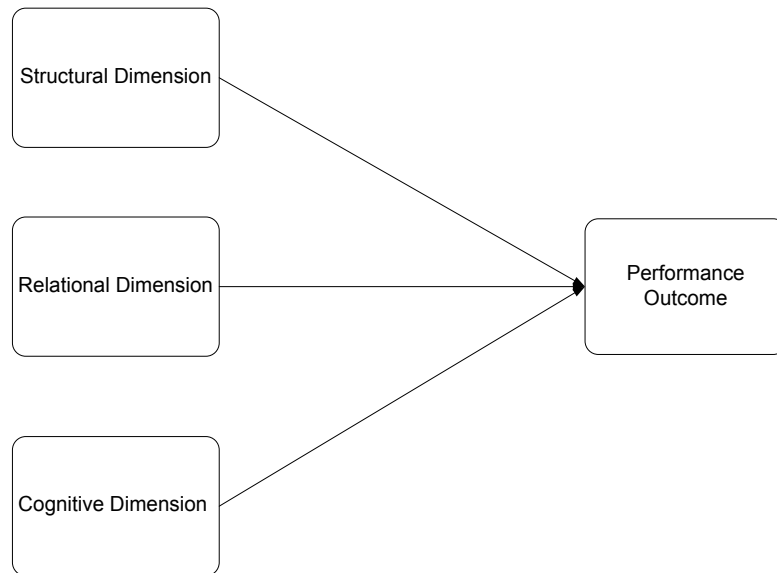 Structural Dimension
Relational Dimension
Performance
Outcome
Cognitive Dimension